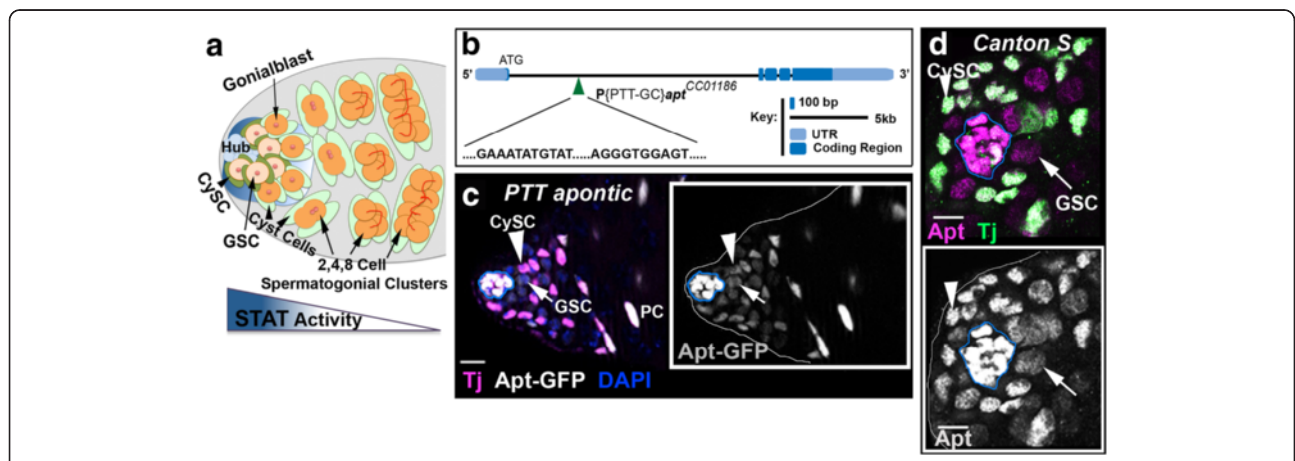 a
Gonialblast
Hub
CySC
GSC
Cyst Cells
2,4,8 Cell
Spermatogonial Clusters
STAT Activity
b
ATG
5'
3'
P{PTT-GC}apt^CC01186
Key:
100 bp
5kb
UTR
Coding Region
....GAAATATGTAT.....AGGGTGGAGT.....
c
PTT apontic
CySC
GSC
PC
Tj Apt-GFP DAPI
Apt-GFP
d
Canton S
CySC
GSC
Apt Tj
Apt